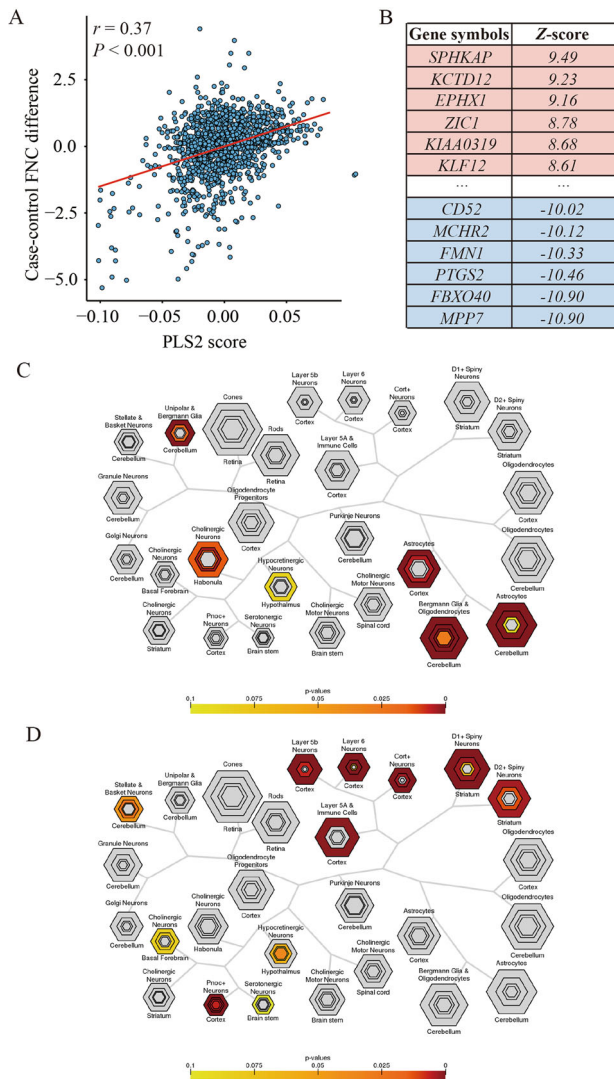 A
r = 0.37
P < 0.001
Case-control FNC difference
2.5
0.0
−2.5
−5.0
−0.10
−0.05
0.00
0.05
PLS2 score
B
Gene symbols Z-score
SPHKAP 9.49
KCTD12 9.23
EPHX1 9.16
ZIC1 8.78
KIAA0319 8.68
KLF12 8.61
... ...
CD52 -10.02
MCHR2 -10.12
FMN1 -10.33
PTGS2 -10.46
FBXO40 -10.90
MPP7 -10.90
C
Stellate &
Basket Neurons
Cerebellum
Unipolar &
Bergmann Glia
Cerebellum
Cones
Retina
Rods
Retina
Layer 5b
Neurons
Cortex
Layer 6
Neurons
Cortex
Cort+
Neurons
Cortex
D1+ Spiny
Neurons
Striatum
D2+ Spiny
Neurons
Striatum
Layer 5A &
Immune Cells
Cortex
Granule Neurons
Cerebellum
Oligodendrocyte
Progenitors
Cortex
Oligodendrocytes
Cortex
Golgi Neurons
Cerebellum
Cholinergic
Neurons
Basal Forebrain
Cholinergic
Neurons
Habonula
Hypocretinergic
Neurons
Hypothalmus
Purkinje Neurons
Cerebellum
Astrocytes
Cortex
Oligodendrocytes
Cerebellum
Cholinergic
Neurons
Striatum
Pnoc+
Neurons
Cortex
Serotonergic
Neurons
Brain stem
Cholinergic
Motor Neurons
Brain stem
Cholinergic
Motor Neurons
Spinal cord
Bergmann Glia &
Oligodendrocytes
Cerebellum
Astrocytes
Cerebellum
p-values
0.1 0.075 0.05 0.025 0
D
Stellate &
Basket Neurons
Cerebellum
Unipolar &
Bergmann Glia
Cerebellum
Cones
Retina
Rods
Retina
Layer 5b
Neurons
Cortex
Layer 6
Neurons
Cortex
Cort+
Neurons
Cortex
D1+ Spiny
Neurons
Striatum
D2+ Spiny
Neurons
Striatum
Layer 5A &
Immune Cells
Cortex
Granule Neurons
Cerebellum
Oligodendrocyte
Progenitors
Cortex
Oligodendrocytes
Cortex
Golgi Neurons
Cerebellum
Cholinergic
Neurons
Basal Forebrain
Cholinergic
Neurons
Habonula
Hypocretinergic
Neurons
Hypothalmus
Purkinje Neurons
Cerebellum
Astrocytes
Cortex
Oligodendrocytes
Cerebellum
Cholinergic
Neurons
Striatum
Pnoc+
Neurons
Cortex
Serotonergic
Neurons
Brain stem
Cholinergic
Motor Neurons
Brain stem
Cholinergic
Motor Neurons
Spinal cord
Bergmann Glia &
Oligodendrocytes
Cerebellum
Astrocytes
Cerebellum
p-values
0.1 0.075 0.05 0.025 0